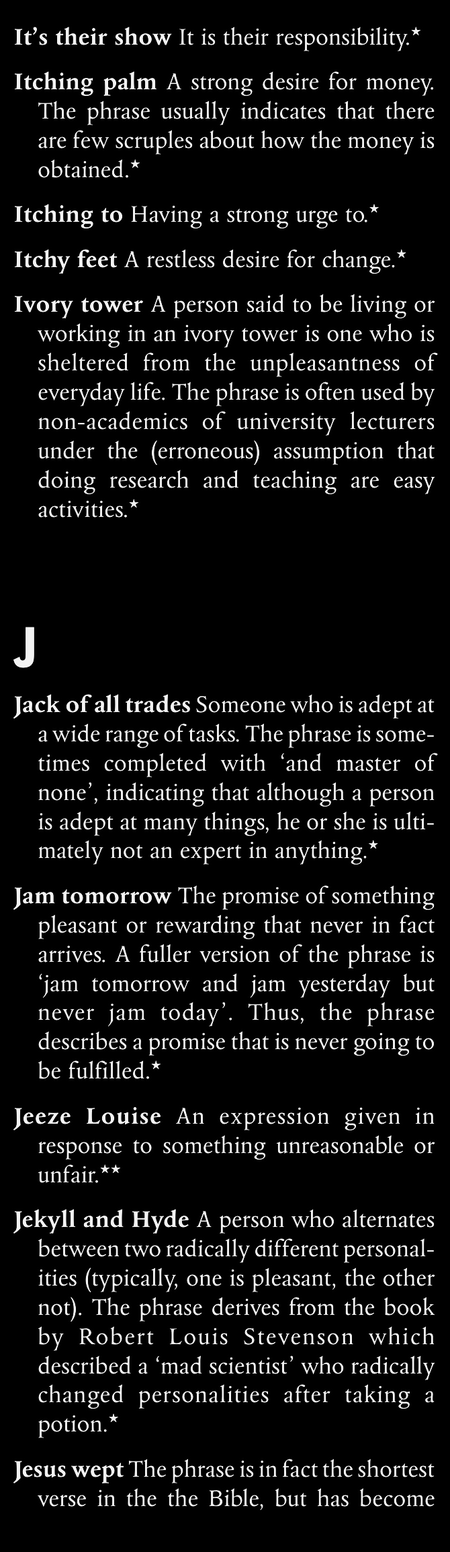 It’s their show It is their responsibility.★
Itching palm A strong desire for money.
The phrase usually indicates that there
are few scruples about how the money is
obtained.★
Itching to Having a strong urge to.★
Itchy feet A restless desire for change.★
Ivory tower A person said to be living or
working in an ivory tower is one who is
sheltered from the unpleasantness of
everyday life. The phrase is often used by
non-academics of university lecturers
under the (erroneous) assumption that
doing research and teaching are easy
activities.★
J
Jack of all trades Someone who is adept at
a wide range of tasks. The phrase is some-
times completed with ‘and master of
none’, indicating that although a person
is adept at many things, he or she is ulti-
mately not an expert in anything.★
Jam tomorrow The promise of something
pleasant or rewarding that never in fact
arrives. A fuller version of the phrase is
‘jam tomorrow and jam yesterday but
never jam today’. Thus, the phrase
describes a promise that is never going to
be fulfilled.★
Jeeze Louise An expression given in
response to something unreasonable or
unfair.★★
Jekyll and Hyde A person who alternates
between two radically different personal-
ities (typically, one is pleasant, the other
not). The phrase derives from the book
by Robert Louis Stevenson which
described a ‘mad scientist’ who radically
changed personalities after taking a
potion.★
Jesus wept The phrase is in fact the shortest
verse in the the Bible, but has become